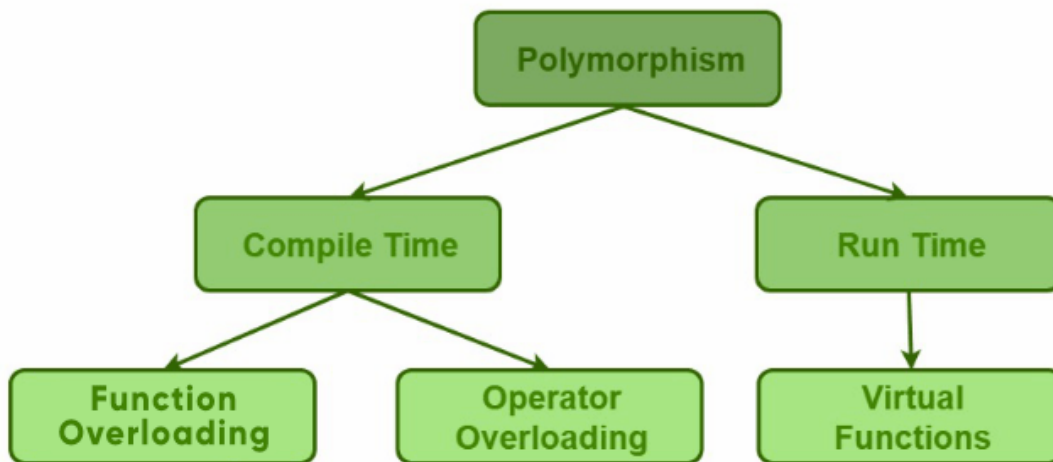 Polymorphism
Compile Time
Run Time
Function
Overloading
Operator
Overloading
Virtual
Functions